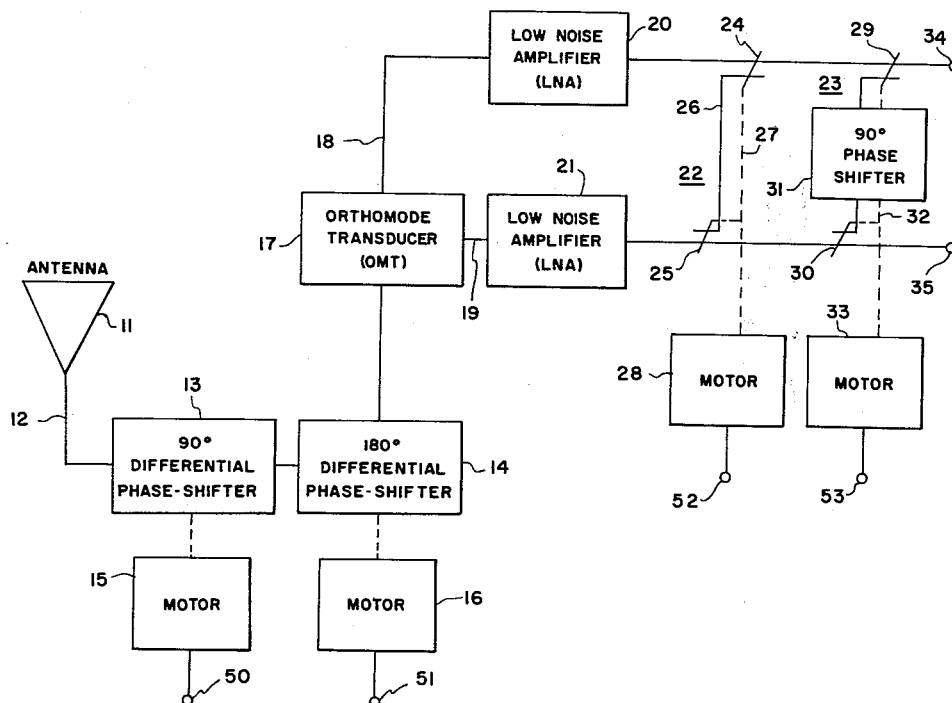 20
LOW NOISE
AMPLIFIER
(LNA)
24
29
34
23
26
18
27
90°
PHASE
SHIFTER
31
22
21
32
17
ORTHOMODE
TRANSDUCER
(OMT)
LOW NOISE
AMPLIFIER
(LNA)
19
25
30
35
ANTENNA
11
33
28
MOTOR
MOTOR
13
12
90°
DIFFERENTIAL
PHASE-SHIFTER
180°
DIFFERENTIAL
PHASE-SHIFTER
14
52
53
15
MOTOR
MOTOR
16
50
51